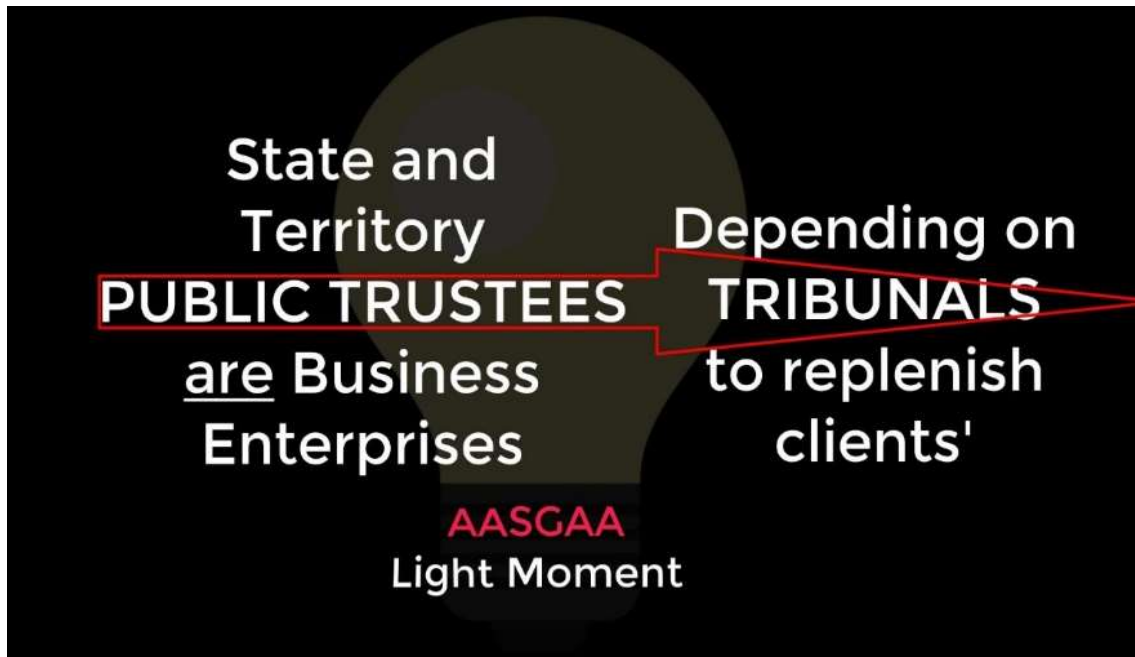 State and
Territory
PUBLIC TRUSTEES
are Business
Enterprises
Depending on
TRIBUNALS
to replenish
clients'
AASGAA
Light Moment